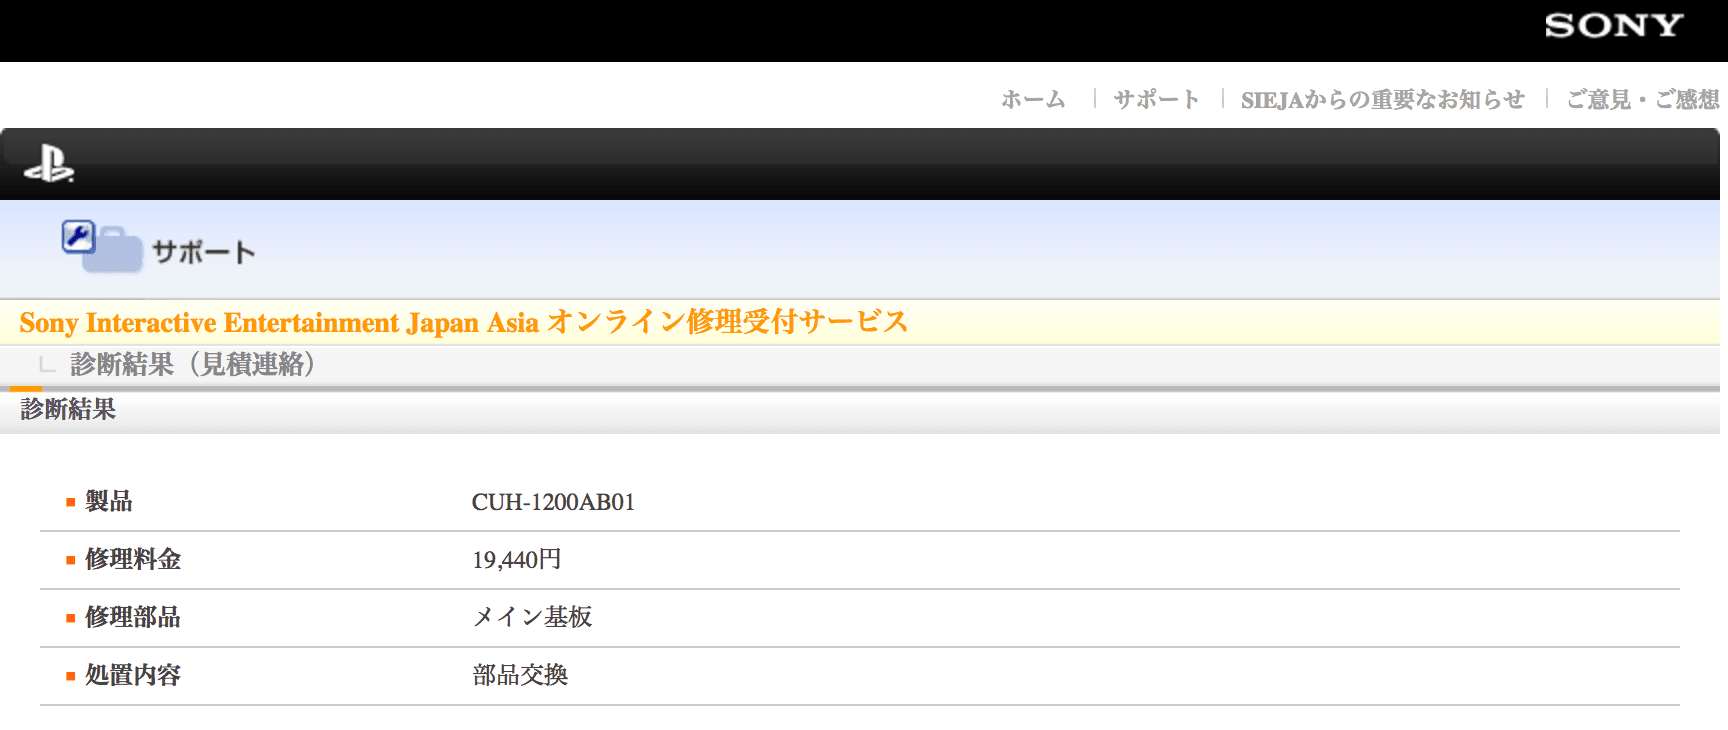 SONY
ホーム | サポート | SIEJAからの重要なお知らせ | ご意見・ご感想
サポート
Sony Interactive Entertainment Japan Asia オンライン修理受付サービス
診断結果（見積連絡）
診断結果
製品 CUH-1200AB01
修理料金 19,440円
修理部品 メイン基板
処置内容 部品交換